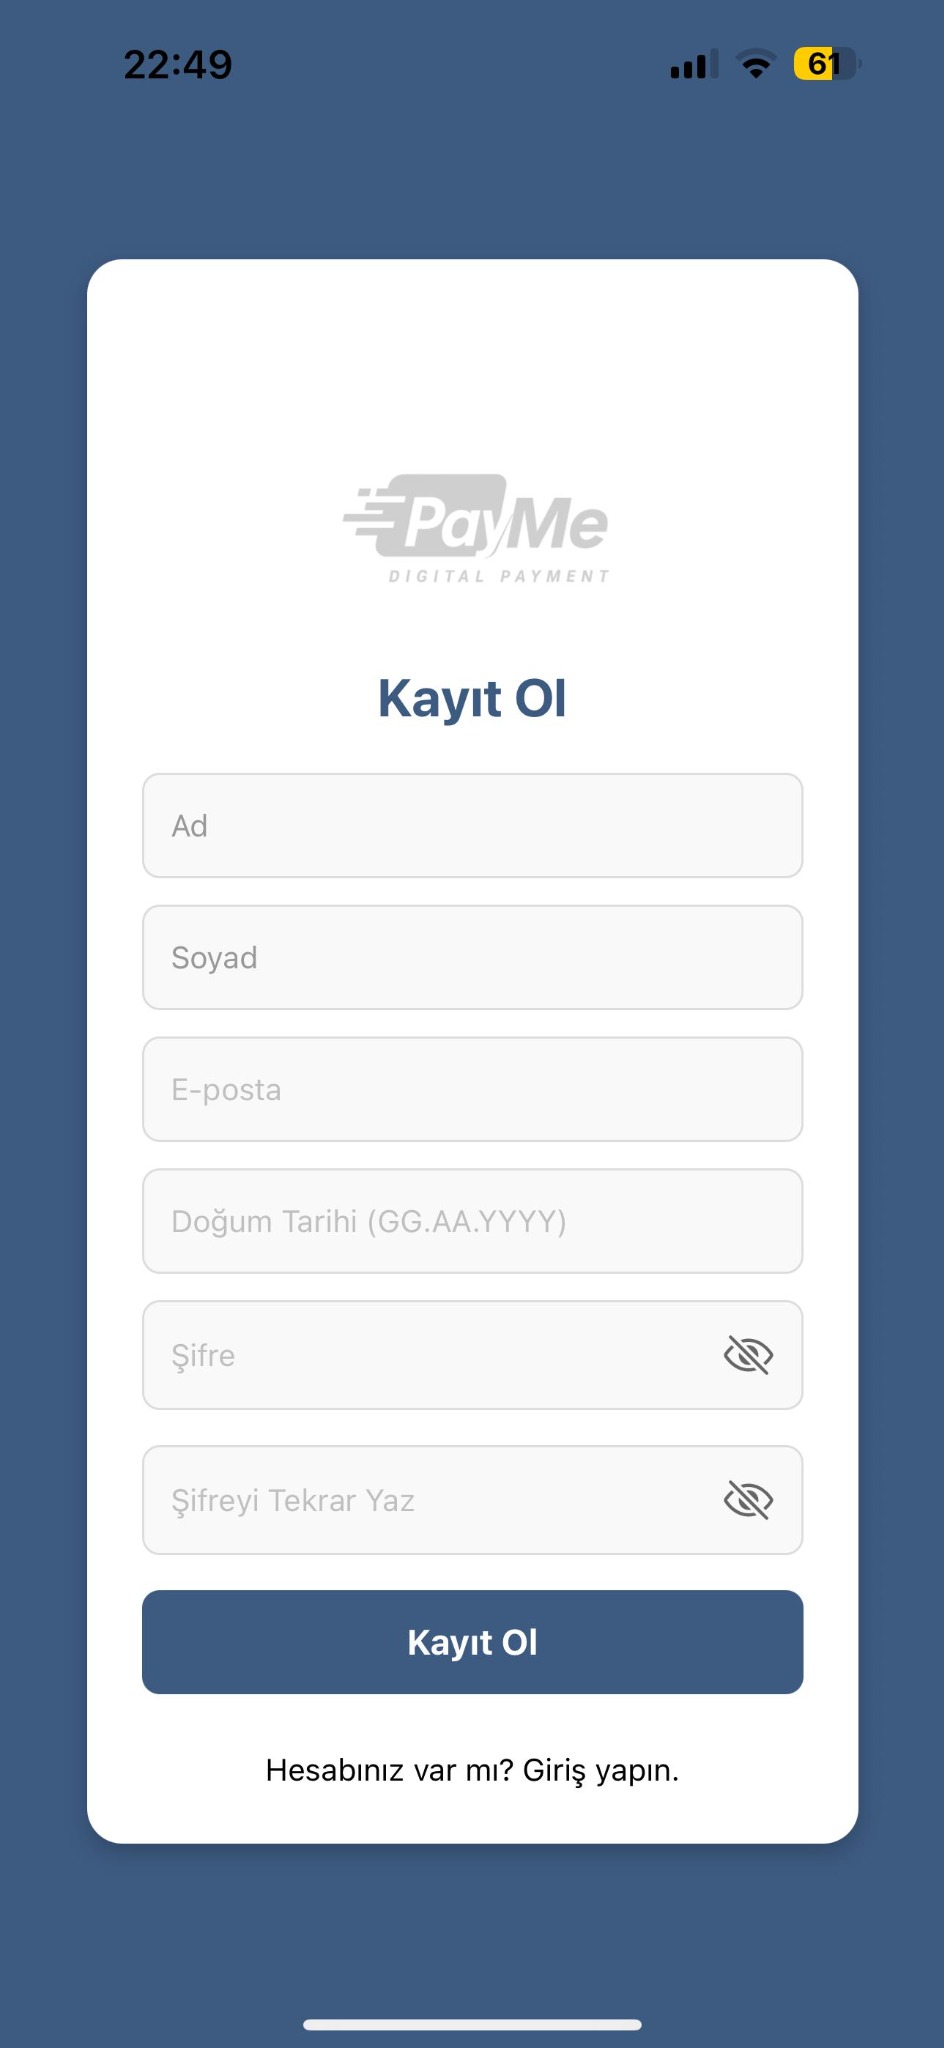 22:49
61
PayMe
DIGITAL PAYMENT
Kayıt Ol
Ad
Soyad
E-posta
Doğum Tarihi (GG.AA.YYYY)
Şifre
Şifreyi Tekrar Yaz
Kayıt Ol
Hesabınız var mı? Giriş yapın.